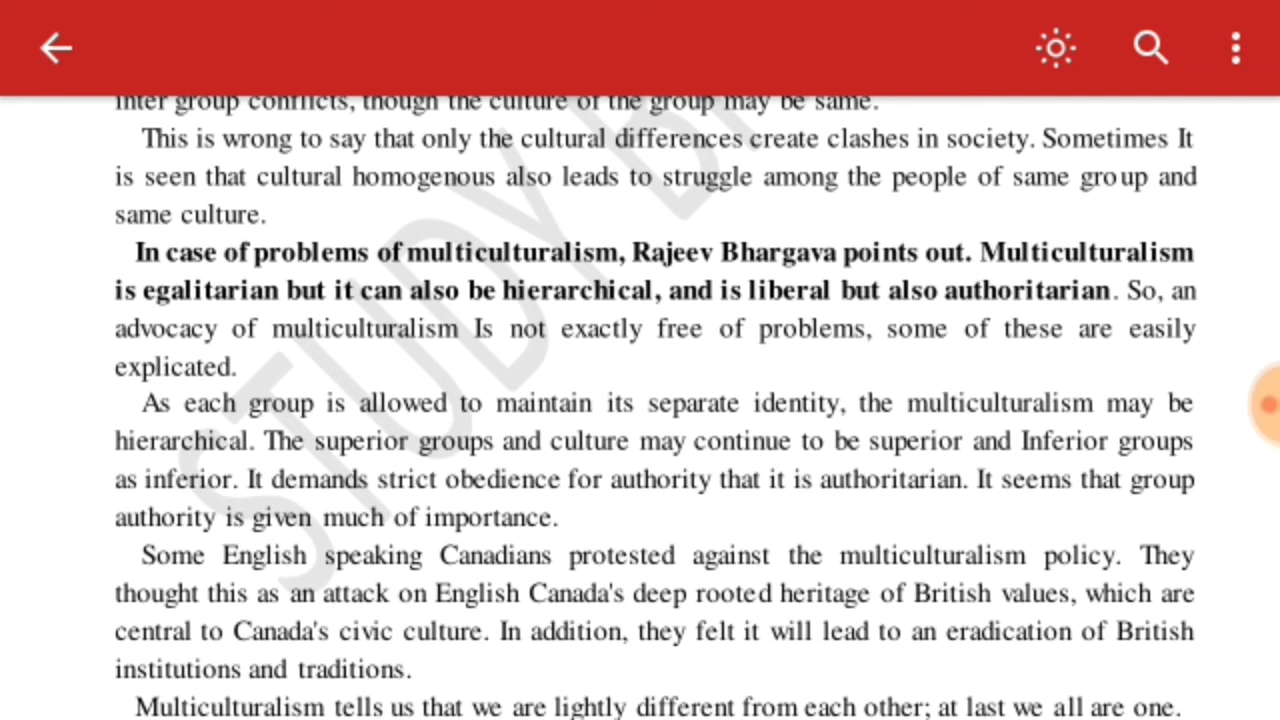 inter group conflicts, though the culture of the group may be same.
This is wrong to say that only the cultural differences create clashes in society. Sometimes It
is seen that cultural homogenous also leads to struggle among the people of same group and
same culture.
In case of problems of multiculturalism, Rajeev Bhargava points out. Multiculturalism
is egalitarian but it can also be hierarchical, and is liberal but also authoritarian. So, an
advocacy of multiculturalism Is not exactly free of problems, some of these are easily
explicated.
As each group is allowed to maintain its separate identity, the multiculturalism may be
hierarchical. The superior groups and culture may continue to be superior and Inferior groups
as inferior. It demands strict obedience for authority that it is authoritarian. It seems that group
authority is given much of importance.
Some English speaking Canadians protested against the multiculturalism policy. They
thought this as an attack on English Canada's deep rooted heritage of British values, which are
central to Canada's civic culture. In addition, they felt it will lead to an eradication of British
institutions and traditions.
Multiculturalism tells us that we are lightly different from each other; at last we all are one.
STUDY